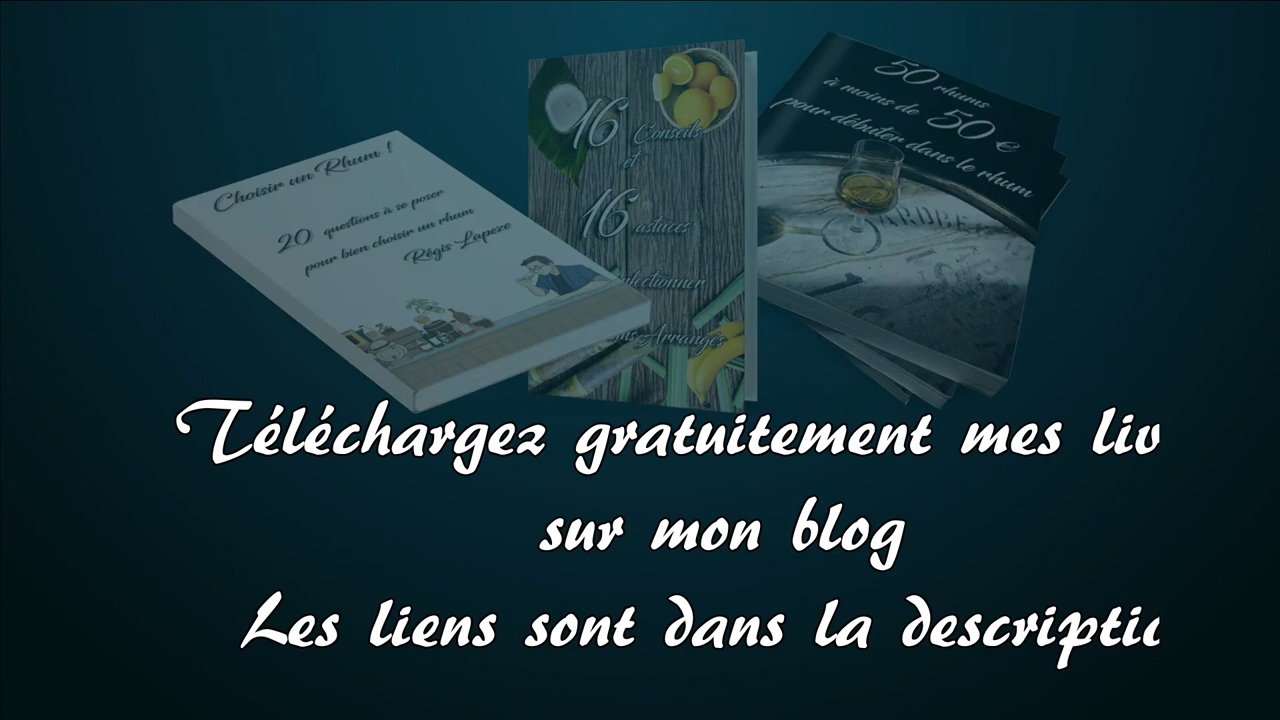 Choisir un Rhum !
20 questions à se poser
pour bien choisir un rhum
Régis Lapeze
16 Conseils
et
16 astuces
Arrangés
50 rhums
à moins de 50 €
pour débuter dans le rhum
ARDBE
Téléchargez gratuitement mes liv
sur mon blog
Les liens sont dans la descripti